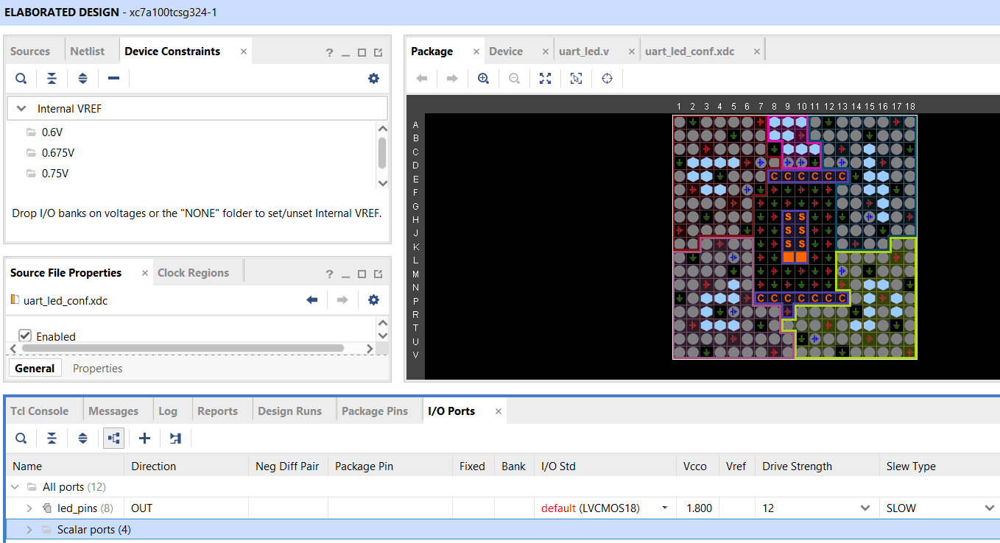 ELABORATED DESIGN - xc7a100tcsg324-1
Sources Netlist Device Constraints × ? Package × Device × uart_led.v × uart_led_conf.xdc ×
Internal VREF
0.6V
0.675V
0.75V
Drop I/O banks on voltages or the "NONE" folder to set/unset Internal VREF.
1 2 3 4 5 6 7 8 9 10 11 12 13 14 15 16 17 18
A
B
C
D
E
C C C C C C
F
G
H
S S
J
S S
K
S S
L
M
N
P
C C C C C C C
R
T
U
V
Source File Properties × Clock Regions ?
uart_led_conf.xdc
Enabled
General Properties
Tcl Console Messages Log Reports Design Runs Package Pins I/O Ports ×
Name Direction Neg Diff Pair Package Pin Fixed Bank I/O Std Vcco Vref Drive Strength Slew Type
All ports (12)
led_pins (8) OUT default (LVCMOS18) 1.800 12 SLOW
Scalar ports (4)